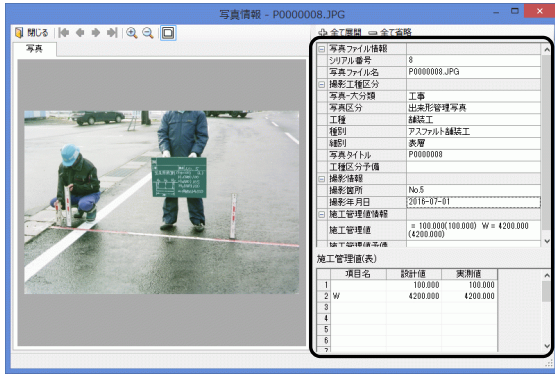 写真情報 - P0000008.JPG
閉じる
全て展開 全て省略
写真
写真ファイル情報
シリアル番号 8
写真ファイル名 P0000008.JPG
撮影工種区分
写真-大分類 工事
写真区分 出来形管理写真
工種 舗装工
種別 アスファルト舗装工
細別 表層
写真タイトル P0000008
工種区分予備
撮影情報
撮影箇所 No.5
撮影年月日 2016-07-01
施工管理値情報
施工管理値 = 100.000(100.000) W = 4200.000
(4200.000)
施工管理値予備
施工管理値(表)
項目名 設計値 実測値
1 100.000 100.000
2 W 4200.000 4200.000
3
4
5
6
7